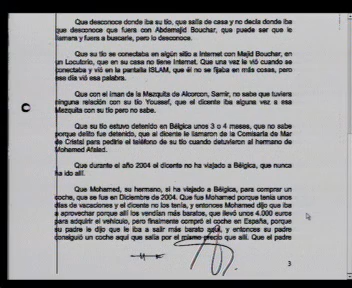 Que desconoce donde iba su tío, que salía de casa y no decía donde iba
que desconoce que fuera con Abdemajid Bouchar, que puede ser que le
llamara y fuera a buscarle, pero lo desconoce.
Que su tío se conectaba en algún sitio a Internet con Majid Bouchar, en
un Locutorio, que en su casa no tiene Internet. Que una vez le vió cuando se
conectaba y vió en la pantalla ISLAM, que él no se fijaba en más cosas, pero
ese día vió esa palabra.
Que con el iman de la Mezquita de Alcorcon, Samir, no sabe que tuviera
ninguna relación con su tío Youssef, que el dicente iba alguna vez a esa
Mezquita con su tío pero no sabe.
Que su tío estuvo detenido en Bélgica unos 3 o 4 meses, que no sabe
porque delito fue detenido, que al dicente le llamaron de la Comisaría de Mar
de Cristal para pedirle el teléfono de su tío cuando detuvieron al hermano de
Mohamed Afalad.
Que durante el año 2004 el dicente no ha viajado a Bélgica, que nunca
ha ido allí.
Que Mohamed, su hermano, si ha viajado a Bélgica, para comprar un
coche, que se fue en Diciembre de 2004. Que fue Mohamed porque tenía unos
días de vacaciones y el dicente no los tenía, y entonces Mohamed dijo que iba
a aprovechar porque allí los vendían más baratos, que llevó unos 4.000 euros
para adquirir el vehículo, pero finalmente compró el coche en España, porque
su padre le dijo que le iba a salir más barato aquí, y entonces su padre
consiguió un coche aquí que salía por el mismo precio que allí. Que el padre
3